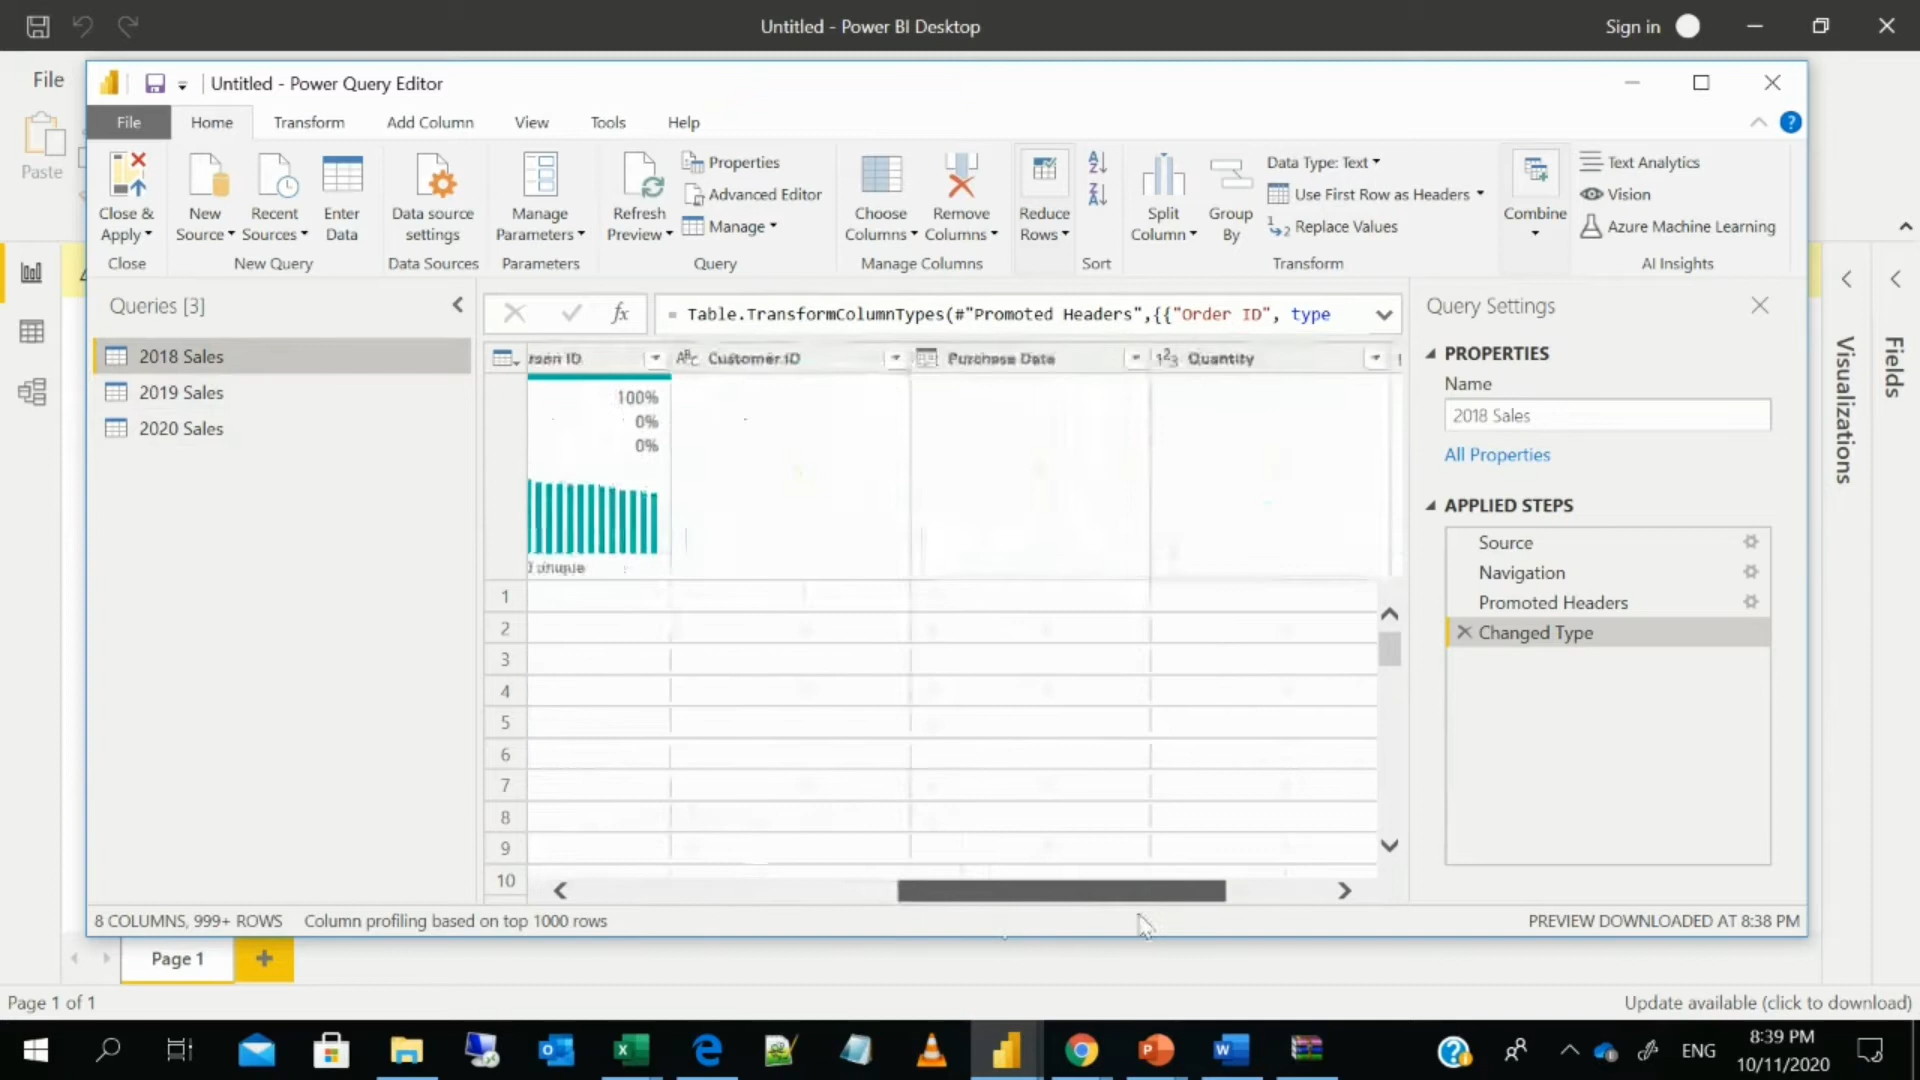 Untitled - Power BI Desktop
Sign in
File
Paste
Untitled - Power Query Editor
File
Home
Transform
Add Column
View
Tools
Help
Close & Apply
Close
New Source
Recent Sources
Enter Data
New Query
Data source settings
Data Sources
Manage Parameters
Parameters
Refresh Preview
Properties
Advanced Editor
Manage
Query
Choose Columns
Remove Columns
Manage Columns
Reduce Rows
Sort
Split Column
Group By
Data Type: Text
Use First Row as Headers
Replace Values
Transform
Combine
Text Analytics
Vision
Azure Machine Learning
AI Insights
Queries [3]
2018 Sales
2019 Sales
2020 Sales
fx
= Table.TransformColumnTypes(#"Promoted Headers",{{"Order ID", type
rson ID
Customer ID
Purchase Date
Quantity
100%
0%
0%
unique
1
2
3
4
5
6
7
8
9
10
Query Settings
PROPERTIES
Name
2018 Sales
All Properties
APPLIED STEPS
Source
Navigation
Promoted Headers
Changed Type
Visualizations
Fields
8 COLUMNS, 999+ ROWS
Column profiling based on top 1000 rows
PREVIEW DOWNLOADED AT 8:38 PM
Page 1
Page 1 of 1
Update available (click to download)
ENG
8:39 PM
10/11/2020